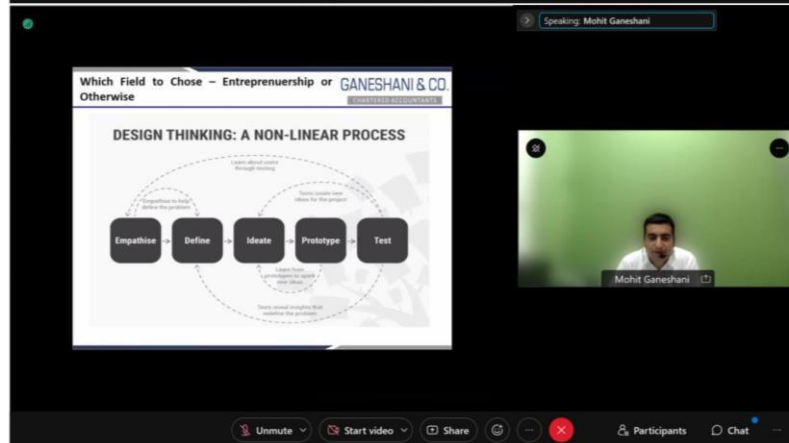 Speaking: Mohit Ganeshani
Which Field to Chose – Entreprenuership or
Otherwise
GANESHANI & CO.
CHARTERED ACCOUNTANTS
DESIGN THINKING: A NON-LINEAR PROCESS
Learn about users
through testing
"Empathise to help"
define the problem
Tests create new
ideas for the project
Empathise
Define
Ideate
Prototype
Test
Learn from
prototypes to spark
new ideas
Tests reveal insights that
redefine the problem
Mohit Ganeshani
Unmute
Start video
Share
Participants
Chat